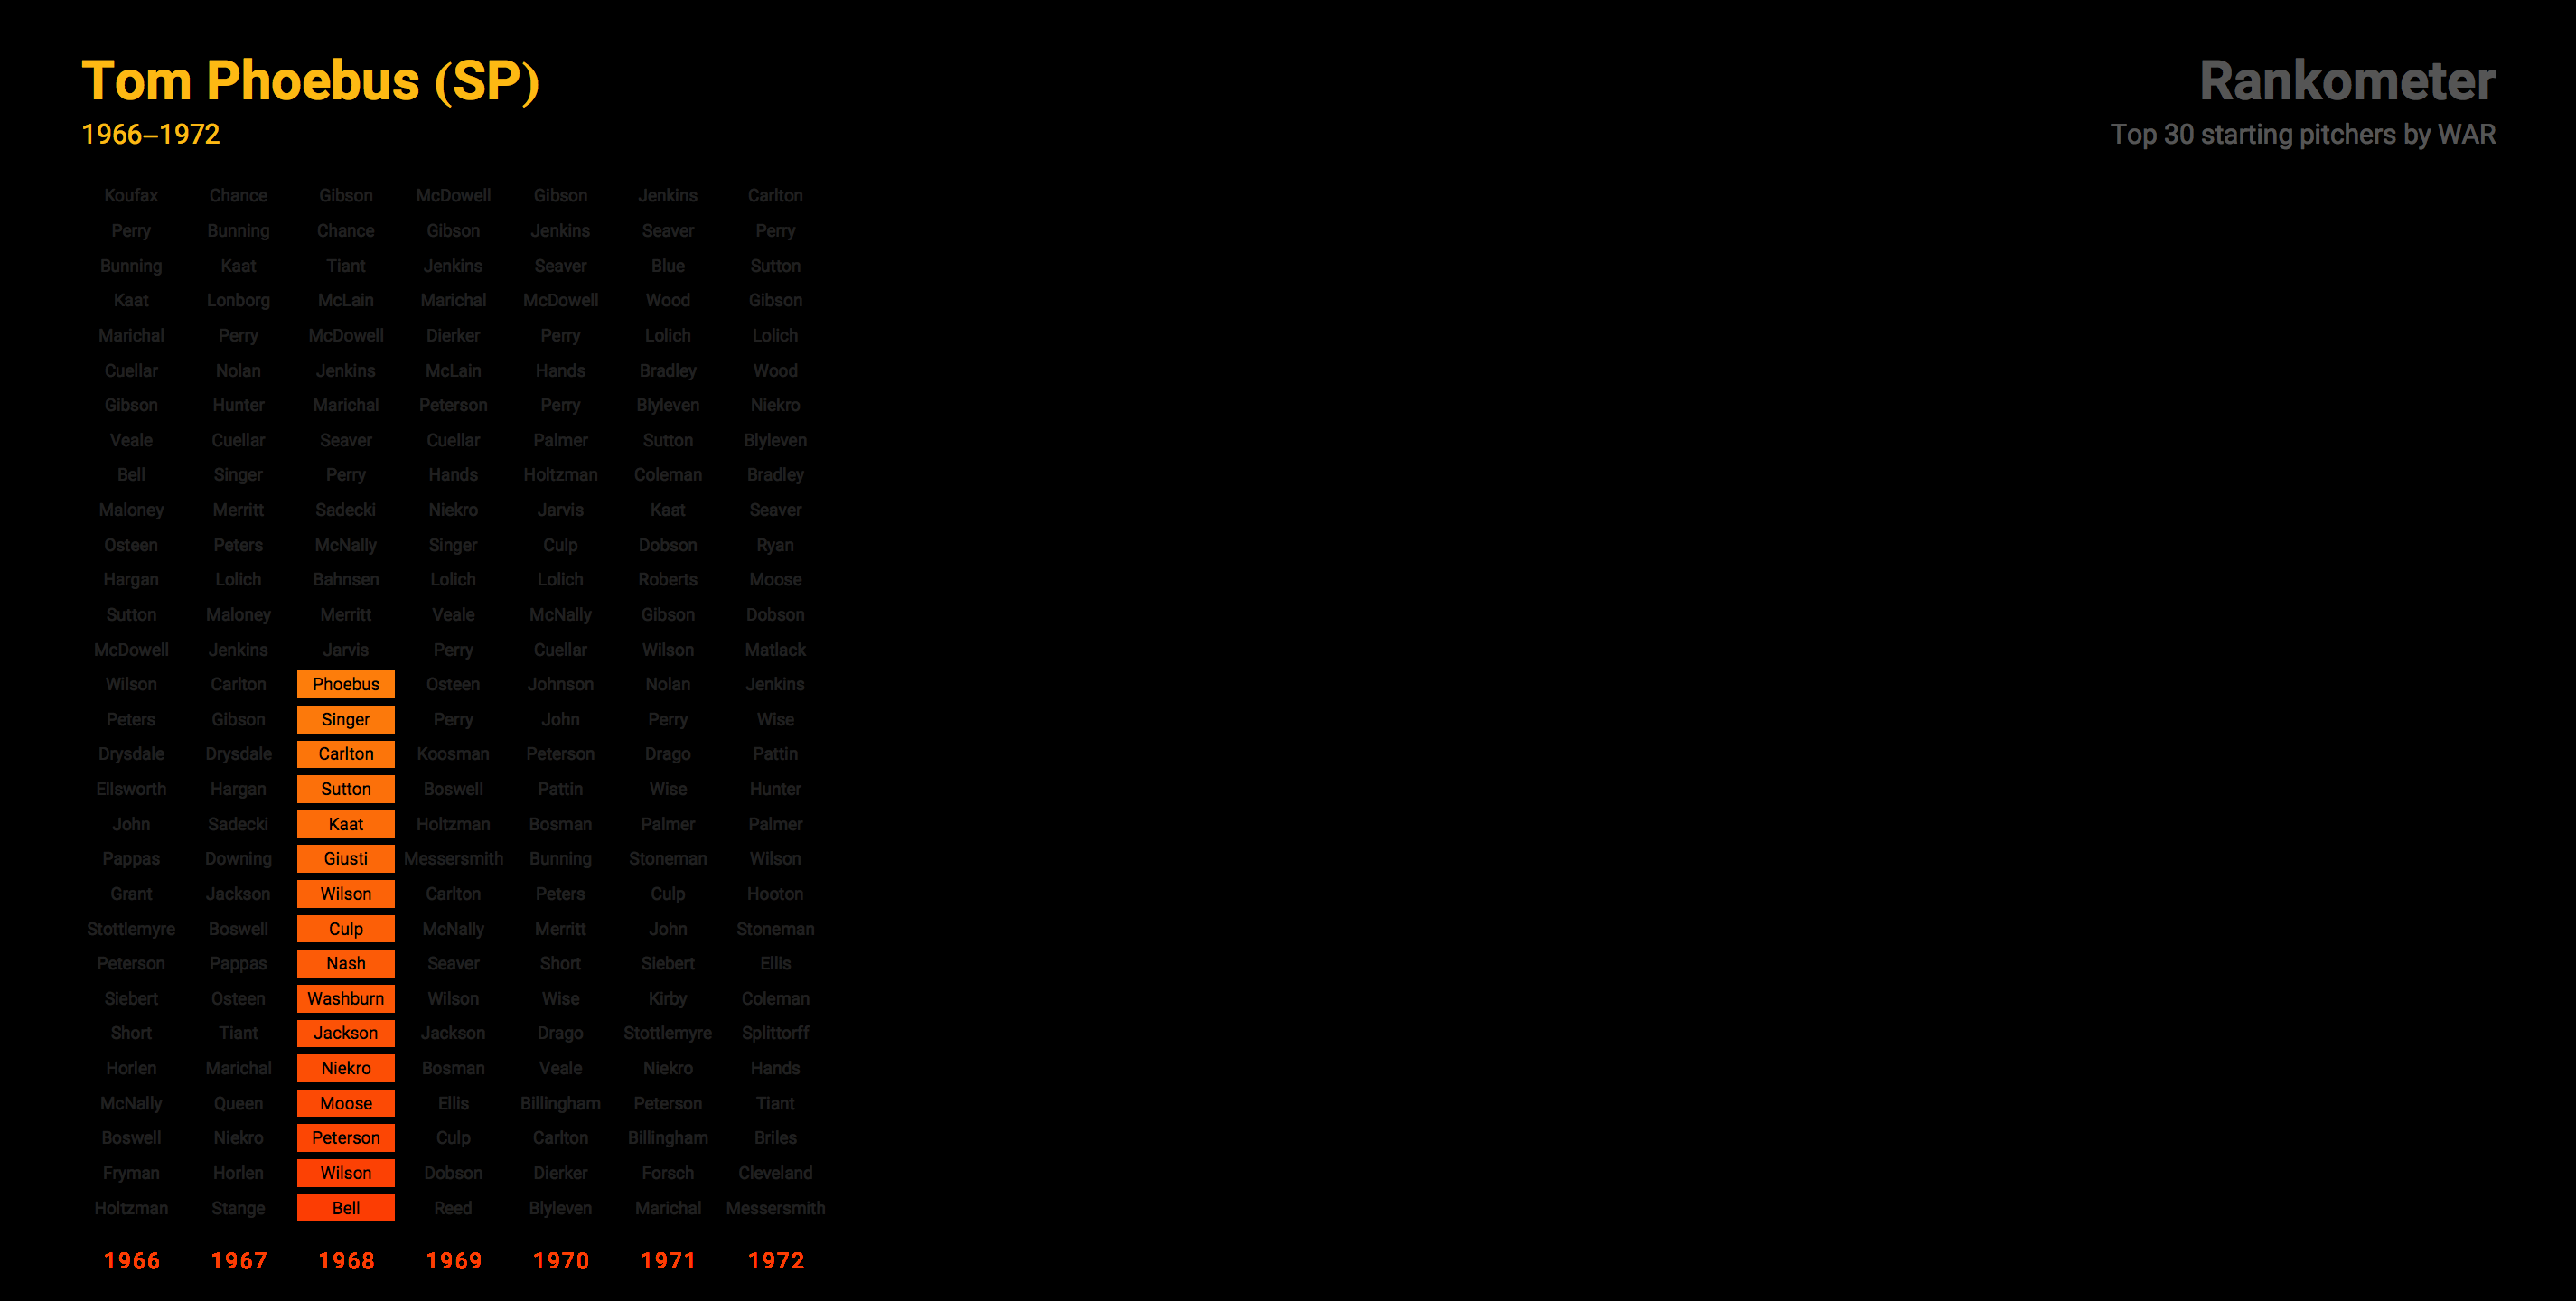 Tom Phoebus (SP)
1966–1972
Rankometer
Top 30 starting pitchers by WAR
Koufax Chance Gibson McDowell Gibson Jenkins Carlton
Perry Bunning Chance Gibson Jenkins Seaver Perry
Bunning Kaat Tiant Jenkins Seaver Blue Sutton
Kaat Lonborg McLain Marichal McDowell Wood Gibson
Marichal Perry McDowell Dierker Perry Lolich Lolich
Cuellar Nolan Jenkins McLain Hands Bradley Wood
Gibson Hunter Marichal Peterson Perry Blyleven Niekro
Veale Cuellar Seaver Cuellar Palmer Sutton Blyleven
Bell Singer Perry Hands Holtzman Coleman Bradley
Maloney Merritt Sadecki Niekro Jarvis Kaat Seaver
Osteen Peters McNally Singer Culp Dobson Ryan
Hargan Lolich Bahnsen Lolich Lolich Roberts Moose
Sutton Maloney Merritt Veale McNally Gibson Dobson
McDowell Jenkins Jarvis Perry Cuellar Wilson Matlack
Wilson Carlton Phoebus Osteen Johnson Nolan Jenkins
Peters Gibson Singer Perry John Perry Wise
Drysdale Drysdale Carlton Koosman Peterson Drago Pattin
Ellsworth Hargan Sutton Boswell Pattin Wise Hunter
John Sadecki Kaat Holtzman Bosman Palmer Palmer
Pappas Downing Giusti Messersmith Bunning Stoneman Wilson
Grant Jackson Wilson Carlton Peters Culp Hooton
Stottlemyre Boswell Culp McNally Merritt John Stoneman
Peterson Pappas Nash Seaver Short Siebert Ellis
Siebert Osteen Washburn Wilson Wise Kirby Coleman
Short Tiant Jackson Jackson Drago Stottlemyre Splittorff
Horlen Marichal Niekro Bosman Veale Niekro Hands
McNally Queen Moose Ellis Billingham Peterson Tiant
Boswell Niekro Peterson Culp Carlton Billingham Briles
Fryman Horlen Wilson Dobson Dierker Forsch Cleveland
Holtzman Stange Bell Reed Blyleven Marichal Messersmith
1966 1967 1968 1969 1970 1971 1972